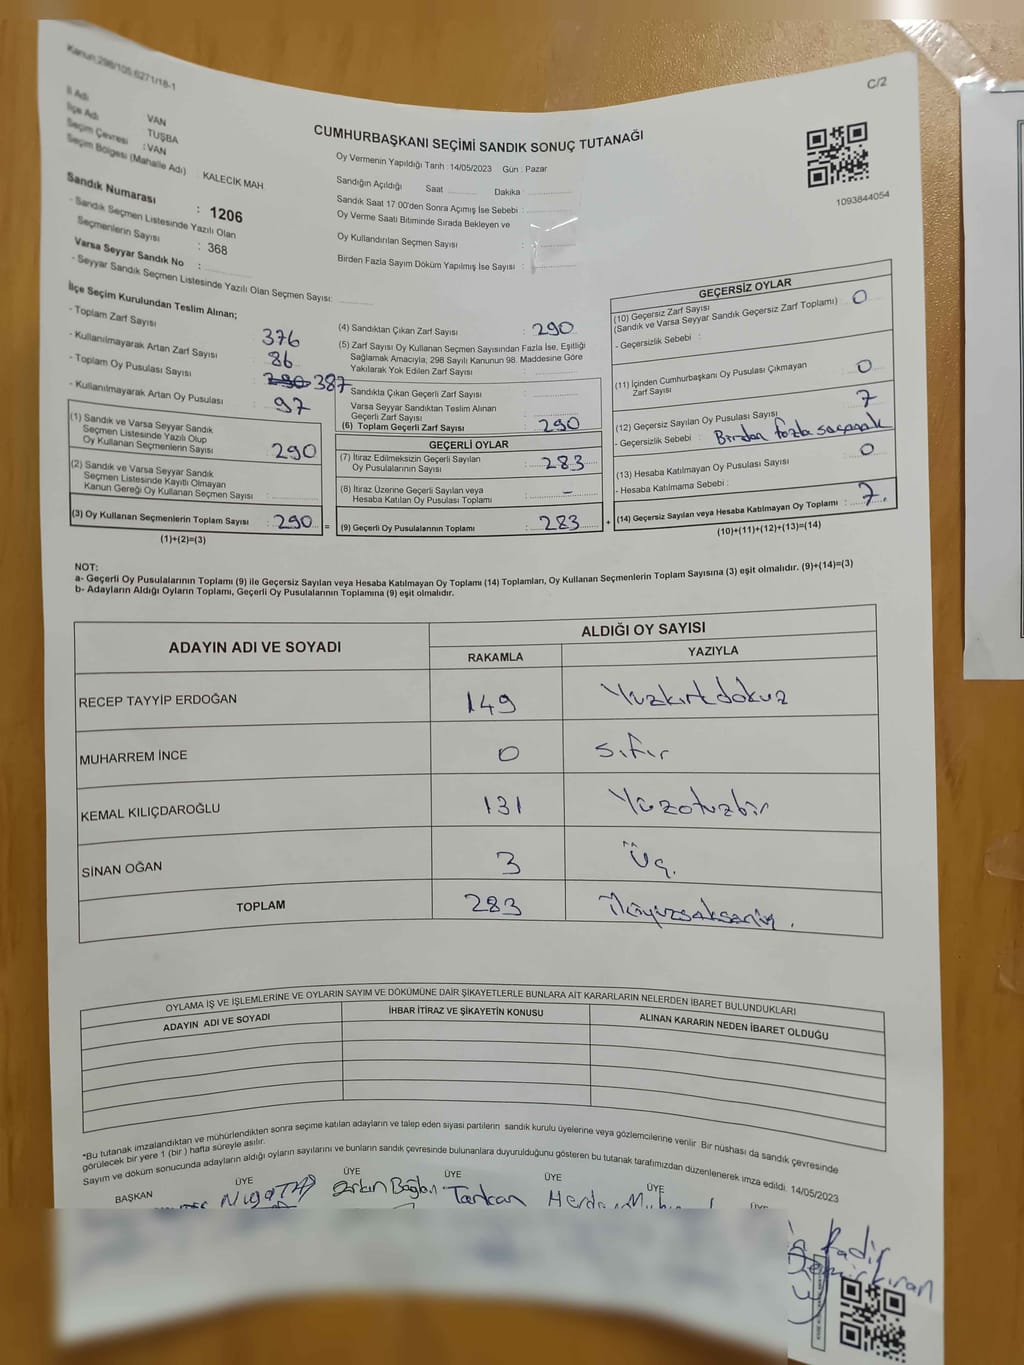 Kanun:298/105.6271/18-1
C/2
İl Adı VAN
İlçe Adı TUŞBA
Seçim Çevresi :VAN
Seçim Bölgesi (Mahalle Adı) : KALECİK MAH
Sandık Numarası : 1206
- Sandık Seçmen Listesinde Yazılı Olan
Seçmenlerin Sayısı : 368
Varsa Seyyar Sandık No :
- Seyyar Sandık Seçmen Listesinde Yazılı Olan Seçmen Sayısı:
CUMHURBAŞKANI SEÇİMİ SANDIK SONUÇ TUTANAĞI
Oy Vermenin Yapıldığı Tarih :14/05/2023 Gün : Pazar
Sandığın Açıldığı Saat Dakika
Sandık Saat 17 00'den Sonra Açımış İse Sebebi :
Oy Verme Saati Bitiminde Sırada Bekleyen ve
Oy Kullandırılan Seçmen Sayısı :
Birden Fazla Sayım Döküm Yapılmış İse Sayısı :
1093844054
İlçe Seçim Kurulundan Teslim Alınan;
- Toplam Zarf Sayısı 376
- Kullanılmayarak Artan Zarf Sayısı 86
- Toplam Oy Pusulası Sayısı : 290 387
- Kullanılmayarak Artan Oy Pusulası : 97
(1) Sandık ve Varsa Seyyar Sandık
Seçmen Listesinde Yazılı Olup
Oy Kullanan Seçmenlerin Sayısı : 290
(2) Sandık ve Varsa Seyyar Sandık
Seçmen Listesinde Kayıtlı Olmayan
Kanun Gereği Oy Kullanan Seçmen Sayısı :
(3) Oy Kullanan Seçmenlerin Toplam Sayısı : 290 =
(1)+(2)=(3)
(4) Sandıktan Çıkan Zarf Sayısı : 290
(5) Zarf Sayısı Oy Kullanan Seçmen Sayısından Fazla İse, Eşitliği
Sağlamak Amacıyla, 298 Sayılı Kanunun 98. Maddesine Göre
Yakılarak Yok Edilen Zarf Sayısı :
Sandıkta Çıkan Geçerli Zarf Sayısı :
Varsa Seyyar Sandıktan Teslim Alınan
Geçerli Zarf Sayısı :
(6) Toplam Geçerli Zarf Sayısı : 290
GEÇERLİ OYLAR
(7) İtiraz Edilmeksizin Geçerli Sayılan
Oy Pusulasının Sayısı : 283
(8) İtiraz Üzerine Geçerli Sayılan veya
Hesaba Katılan Oy Pusulası Toplamı : -
(9) Geçerli Oy Pusulalarının Toplamı : 283 +
GEÇERSİZ OYLAR
(10) Geçersiz Zarf Sayısı
(Sandık ve Varsa Seyyar Sandık Geçersiz Zarf Toplamı) : 0
- Geçersizlik Sebebi :
(11) İçinden Cumhurbaşkanı Oy Pusulası Çıkmayan
Zarf Sayısı : 0
(12) Geçersiz Sayılan Oy Pusulası Sayısı : 7
- Geçersizlik Sebebi : Birden fazla seçenek
(13) Hesaba Katılmayan Oy Pusulası Sayısı : 0
- Hesaba Katılmama Sebebi :
(14) Geçersiz Sayılan veya Hesaba Katılmayan Oy Toplamı : 7.
(10)+(11)+(12)+(13)=(14)
NOT:
a- Geçerli Oy Pusulalarının Toplamı (9) ile Geçersiz Sayılan veya Hesaba Katılmayan Oy Toplamı (14) Toplamları, Oy Kullanan Seçmenlerin Toplam Sayısına (3) eşit olmalıdır. (9)+(14)=(3)
b- Adayların Aldığı Oyların Toplamı, Geçerli Oy Pusulalarının Toplamına (9) eşit olmalıdır.
ADAYIN ADI VE SOYADI
ALDIĞI OY SAYISI
RAKAMLA YAZIYLA
RECEP TAYYİP ERDOĞAN 149 Yüzkırkdokuz
MUHARREM İNCE 0 sıfır
KEMAL KILIÇDAROĞLU 131 Yüzotuzbir
SİNAN OĞAN 3 Üç.
TOPLAM 283 İkiyüzseksenüç.
OYLAMA İŞ VE İŞLEMLERİNE VE OYLARIN SAYIM VE DÖKÜMÜNE DAİR ŞİKAYETLERLE BUNLARA AİT KARARLARIN NELERDEN İBARET BULUNDUKLARI
ADAYIN ADI VE SOYADI İHBAR İTİRAZ VE ŞİKAYETİN KONUSU ALINAN KARARIN NEDEN İBARET OLDUĞU
*Bu tutanak imzalandıktan ve mühürlendikten sonra seçime katılan adayların ve talep eden siyasi partilerin sandık kurulu üyelerine veya gözlemcilerine verilir Bir nüshası da sandık çevresinde
görülecek bir yere 1 (bir) hafta süreyle asılır.
Sayım ve döküm sonucunda adayların aldığı oyların sayılarını ve bunların sandık çevresinde bulunanlara duyurulduğunu gösteren bu tutanak tarafımızdan düzenlenerek imza edildi. 14/05/2023
BAŞKAN ÜYE ÜYE ÜYE ÜYE ÜYE ÜYE
Tarkan
Kadir